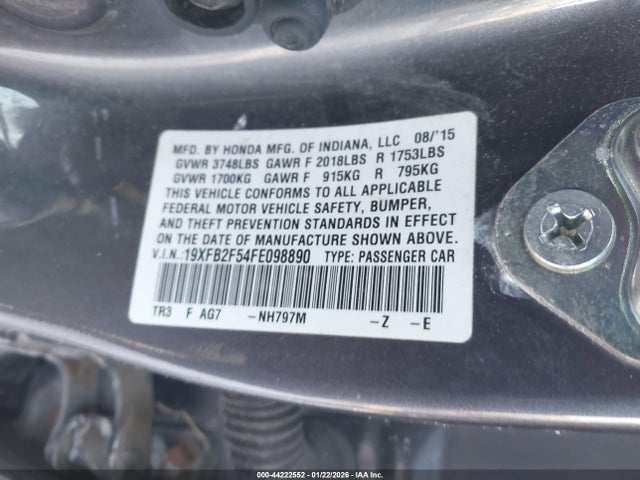 MFD. BY HONDA MFG. OF INDIANA, LLC 08/'15
GVWR 3748LBS GAWR F 2018LBS R 1753LBS
GVWR 1700KG GAWR F 915KG R 795KG
THIS VEHICLE CONFORMS TO ALL APPLICABLE
FEDERAL MOTOR VEHICLE SAFETY, BUMPER,
AND THEFT PREVENTION STANDARDS IN EFFECT
ON THE DATE OF MANUFACTURE SHOWN ABOVE.
V.I.N.:19XFB2F54FE098890 TYPE: PASSENGER CAR
TR3 F AG7 -NH797M -Z -E
000-44222552 | 01/22/2026 | IAA Inc.